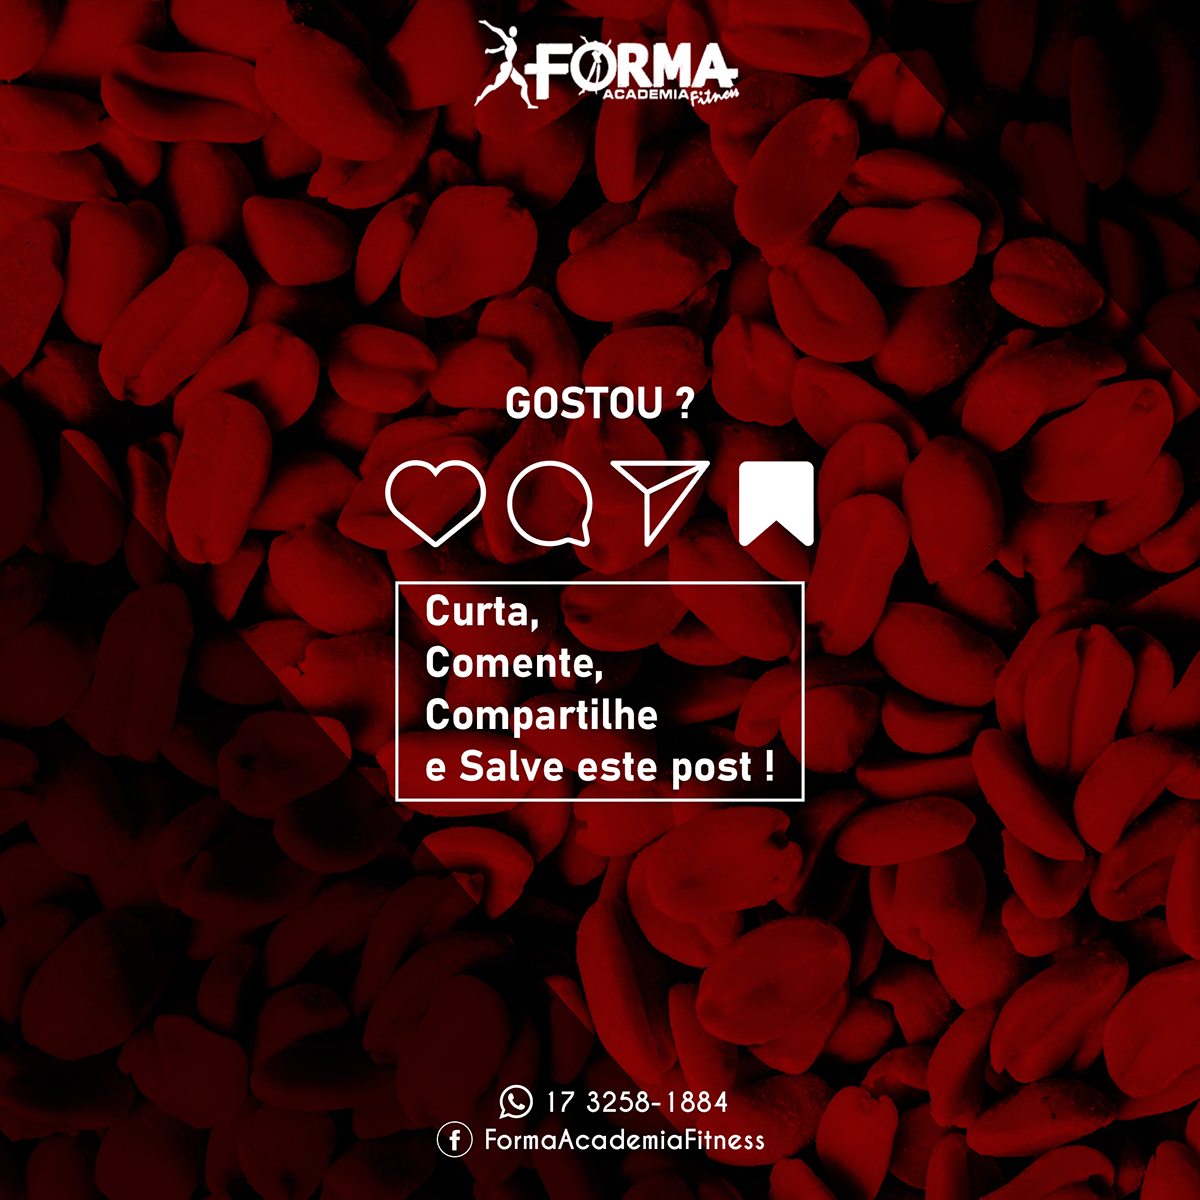 FORMA
ACADEMIA Fitness
GOSTOU ?
Curta,
Comente,
Compartilhe
e Salve este post !
17 3258-1884
FormaAcademiaFitness